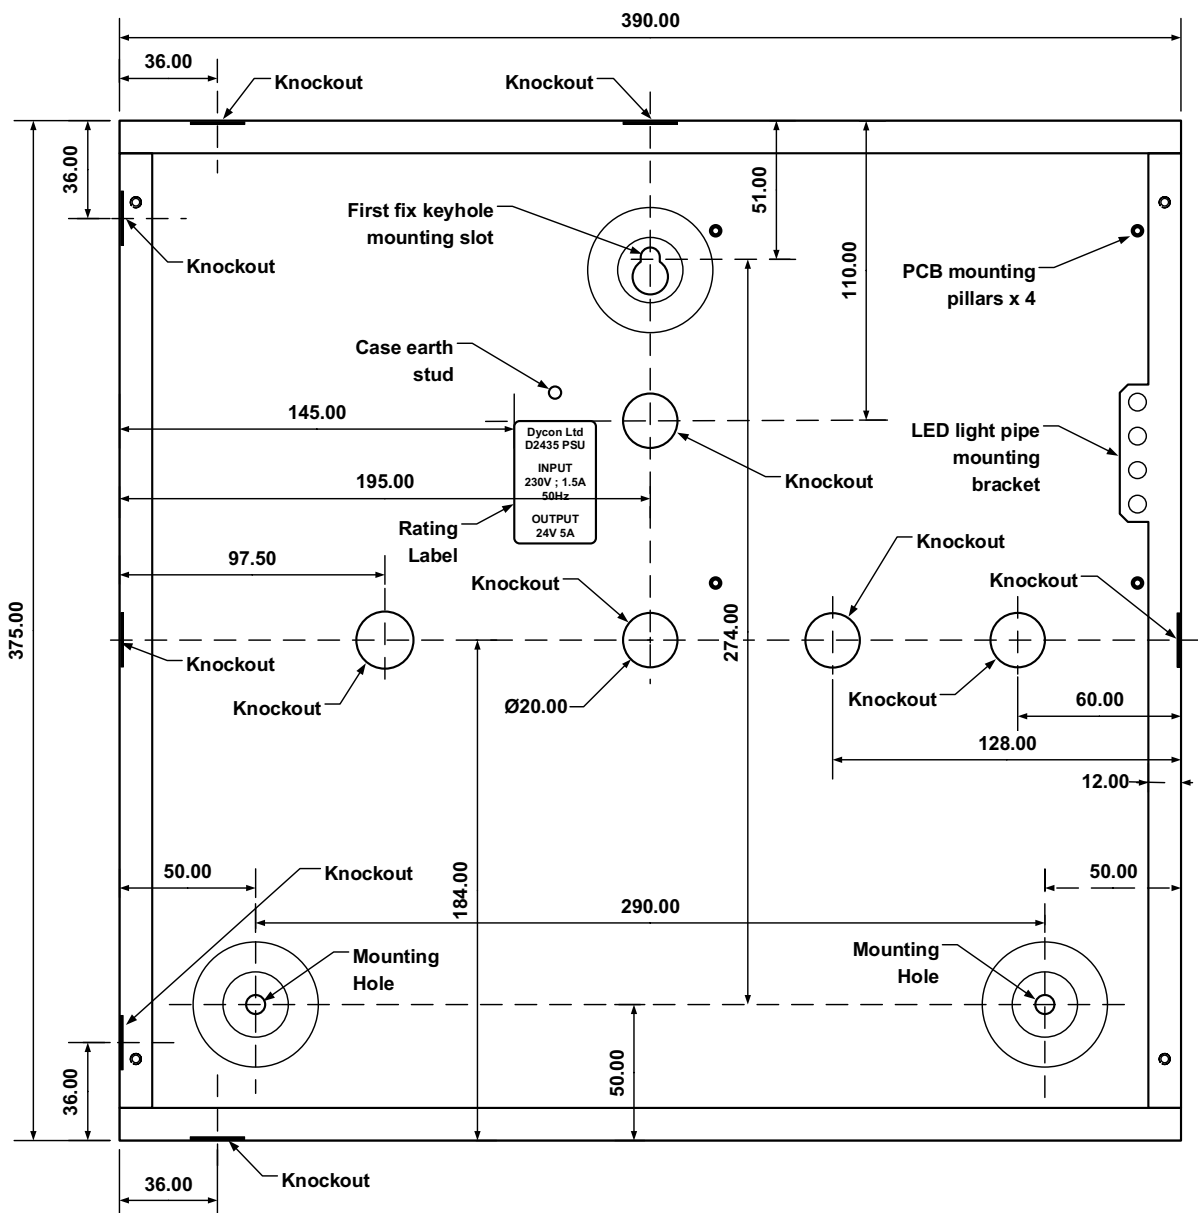 390.00
36.00
Knockout
Knockout
36.00
51.00
First fix keyhole
mounting slot
Knockout
110.00
PCB mounting
pillars x 4
Case earth
stud
145.00
Dycon Ltd
D2435 PSU
INPUT
230V ; 1.5A
50Hz
OUTPUT
24V 5A
LED light pipe
mounting
bracket
Knockout
195.00
Rating
Label
97.50
Knockout
Knockout
Knockout
375.00
274.00
Knockout
Knockout
Ø20.00
Knockout
60.00
128.00
12.00
50.00
Knockout
184.00
290.00
50.00
Mounting
Hole
Mounting
Hole
36.00
50.00
Knockout
36.00